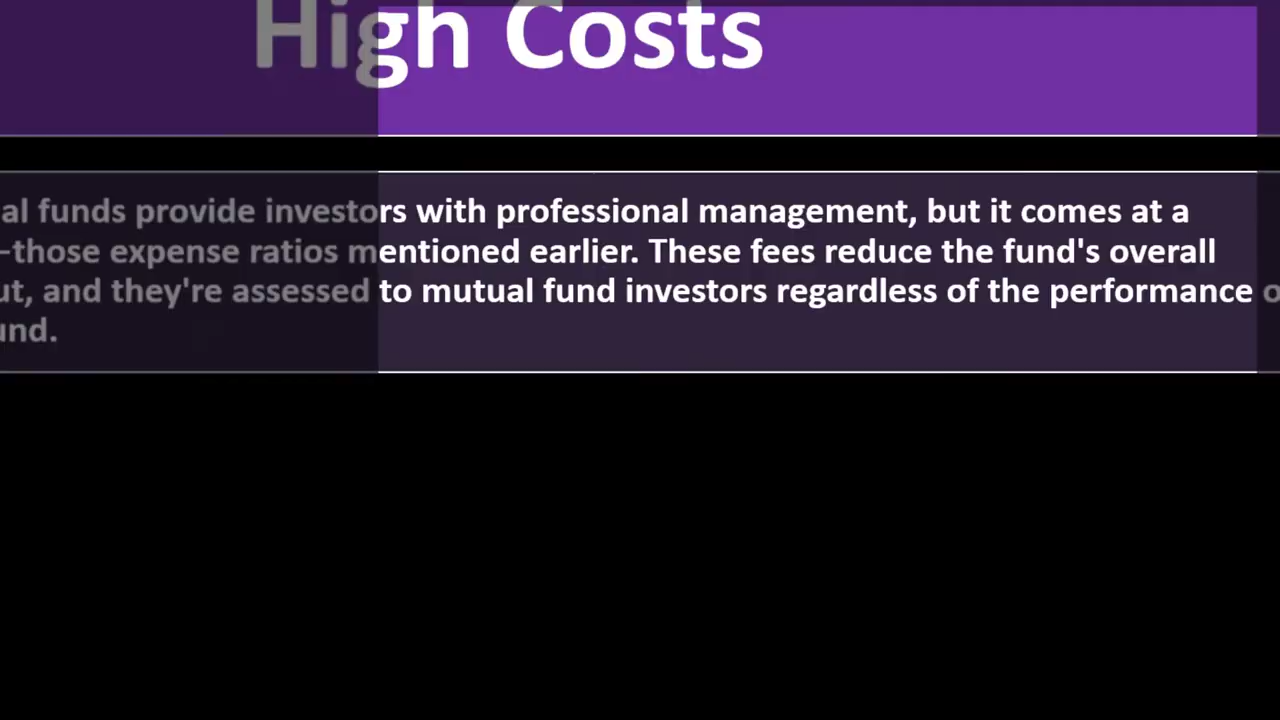 High Costs
al funds provide investors with professional management, but it comes at a
–those expense ratios mentioned earlier. These fees reduce the fund's overall
ut, and they're assessed to mutual fund investors regardless of the performance o
und.